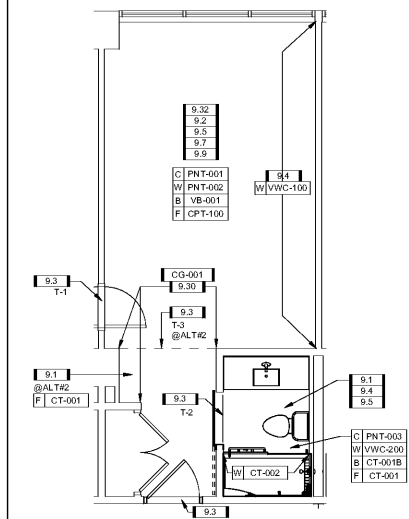 9.32
9.2
9.5
9.7
9.9
C PNT-001
W PNT-002
B VB-001
F CPT-100
9.4
W VWC-100
CG-001
9.30
9.3
T-1
9.3
T-3
@ALT#2
9.1
@ALT#2
F CT-001
9.3
T-2
9.1
9.4
9.5
C PNT-003
W VWC-200
B CT-001B
F CT-001
W CT-002
9.3